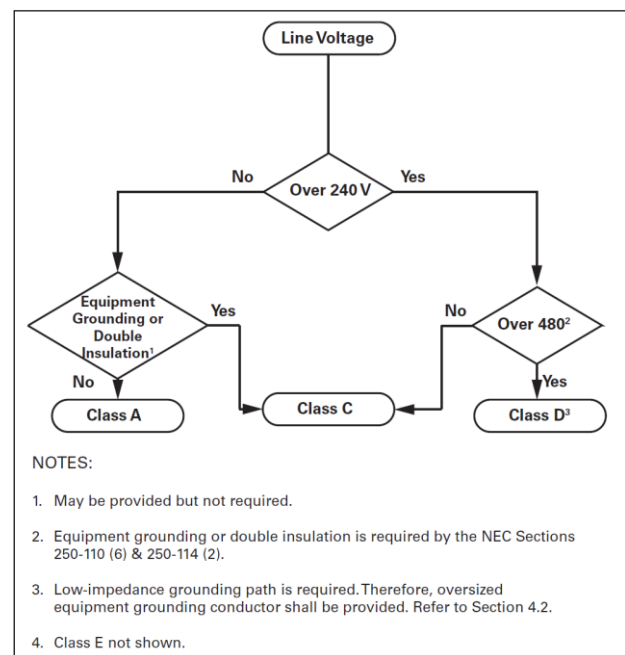 Line Voltage
No
Over 240 V
Yes
Equipment
Grounding or
Double
Insulation¹
Yes
No
Over 480²
No
Class A
Class C
Yes
Class D³
NOTES:
1. May be provided but not required.
2. Equipment grounding or double insulation is required by the NEC Sections
250-110 (6) & 250-114 (2).
3. Low-impedance grounding path is required. Therefore, oversized
equipment grounding conductor shall be provided. Refer to Section 4.2.
4. Class E not shown.